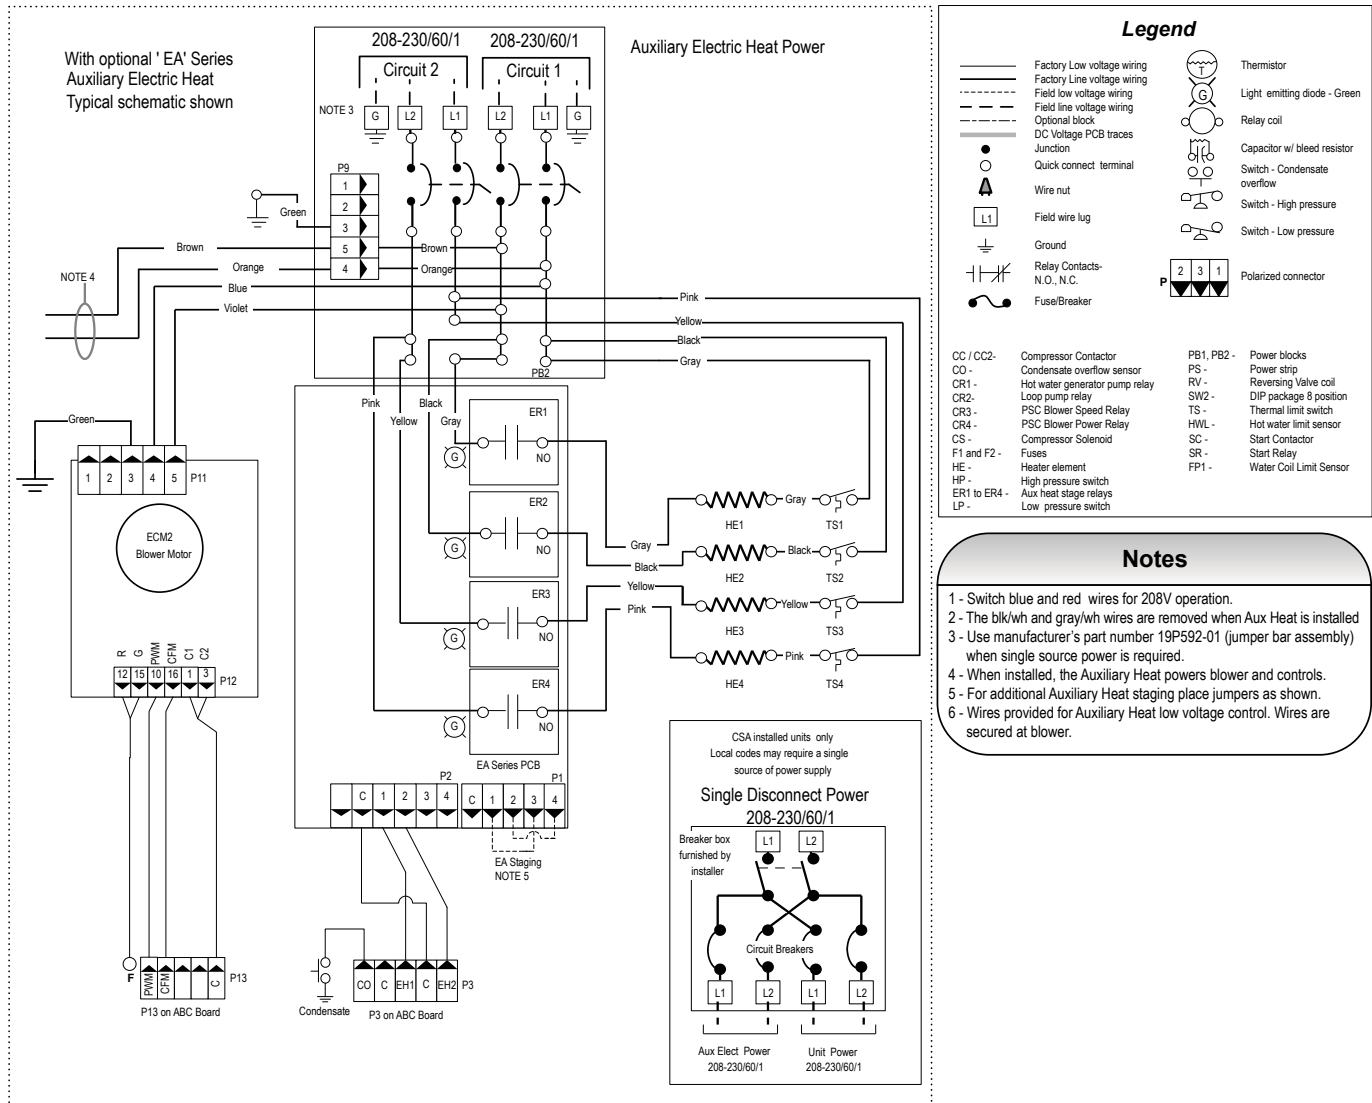 With optional ' EA' Series
Auxiliary Electric Heat
Typical schematic shown
208-230/60/1
208-230/60/1
Circuit 2
Circuit 1
Auxiliary Electric Heat Power
NOTE 3
G
L2
L1
L2
L1
G
P9
1
2
3
5
4
Green
Brown
Brown
Orange
Orange
NOTE 4
Blue
Violet
Pink
Yellow
Black
Gray
PB2
Pink
Yellow
Black
Gray
ER1
NO
G
ER2
NO
G
ER3
NO
G
ER4
NO
G
EA Series PCB
Green
1
2
3
4
5
P11
ECM2
Blower Motor
R
G
PWM
CFM
C1
C2
12
15
10
16
1
3
P12
Gray
Black
Yellow
Pink
HE1
Gray
TS1
HE2
Black
TS2
HE3
Yellow
TS3
HE4
Pink
TS4
P2
C
1
2
3
4
P1
C
1
2
3
4
EA Staging
NOTE 5
F
PWM
CFM
C
P13
P13 on ABC Board
Condensate
CO
C
EH1
C
EH2
P3
P3 on ABC Board
CSA installed units only
Local codes may require a single
source of power supply
Single Disconnect Power
208-230/60/1
Breaker box
furnished by
installer
L1
L2
Circuit Breakers
L1
L2
L1
L2
Aux Elect Power
208-230/60/1
Unit Power
208-230/60/1
Legend
Factory Low voltage wiring
Factory Line voltage wiring
Field low voltage wiring
Field line voltage wiring
Optional block
DC Voltage PCB traces
Junction
Quick connect terminal
Wire nut
L1
Field wire lug
Ground
Relay Contacts-
N.O., N.C.
Fuse/Breaker
T
Thermistor
G
Light emitting diode - Green
Relay coil
Capacitor w/ bleed resistor
Switch - Condensate
overflow
Switch - High pressure
Switch - Low pressure
P
2
3
1
Polarized connector
CC / CC2- Compressor Contactor
CO - Condensate overflow sensor
CR1 - Hot water generator pump relay
CR2- Loop pump relay
CR3 - PSC Blower Speed Relay
CR4 - PSC Blower Power Relay
CS - Compressor Solenoid
F1 and F2 - Fuses
HE - Heater element
HP - High pressure switch
ER1 to ER4 - Aux heat stage relays
LP - Low pressure switch
PB1, PB2 - Power blocks
PS - Power strip
RV - Reversing Valve coil
SW2 - DIP package 8 position
TS - Thermal limit switch
HWL - Hot water limit sensor
SC - Start Contactor
SR - Start Relay
FP1 - Water Coil Limit Sensor
Notes
1 - Switch blue and red wires for 208V operation.
2 - The blk/wh and gray/wh wires are removed when Aux Heat is installed
3 - Use manufacturer's part number 19P592-01 (jumper bar assembly)
when single source power is required.
4 - When installed, the Auxiliary Heat powers blower and controls.
5 - For additional Auxiliary Heat staging place jumpers as shown.
6 - Wires provided for Auxiliary Heat low voltage control. Wires are
secured at blower.